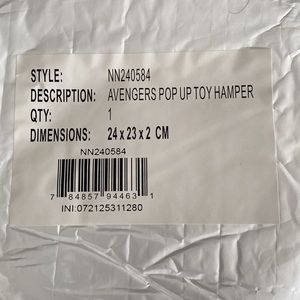 STYLE: NN240584
DESCRIPTION: AVENGERS POP UP TOY HAMPER
QTY: 1
DIMENSIONS: 24 x 23 x 2 CM
NN240584
7 84857 94463 1
INI:072125311280